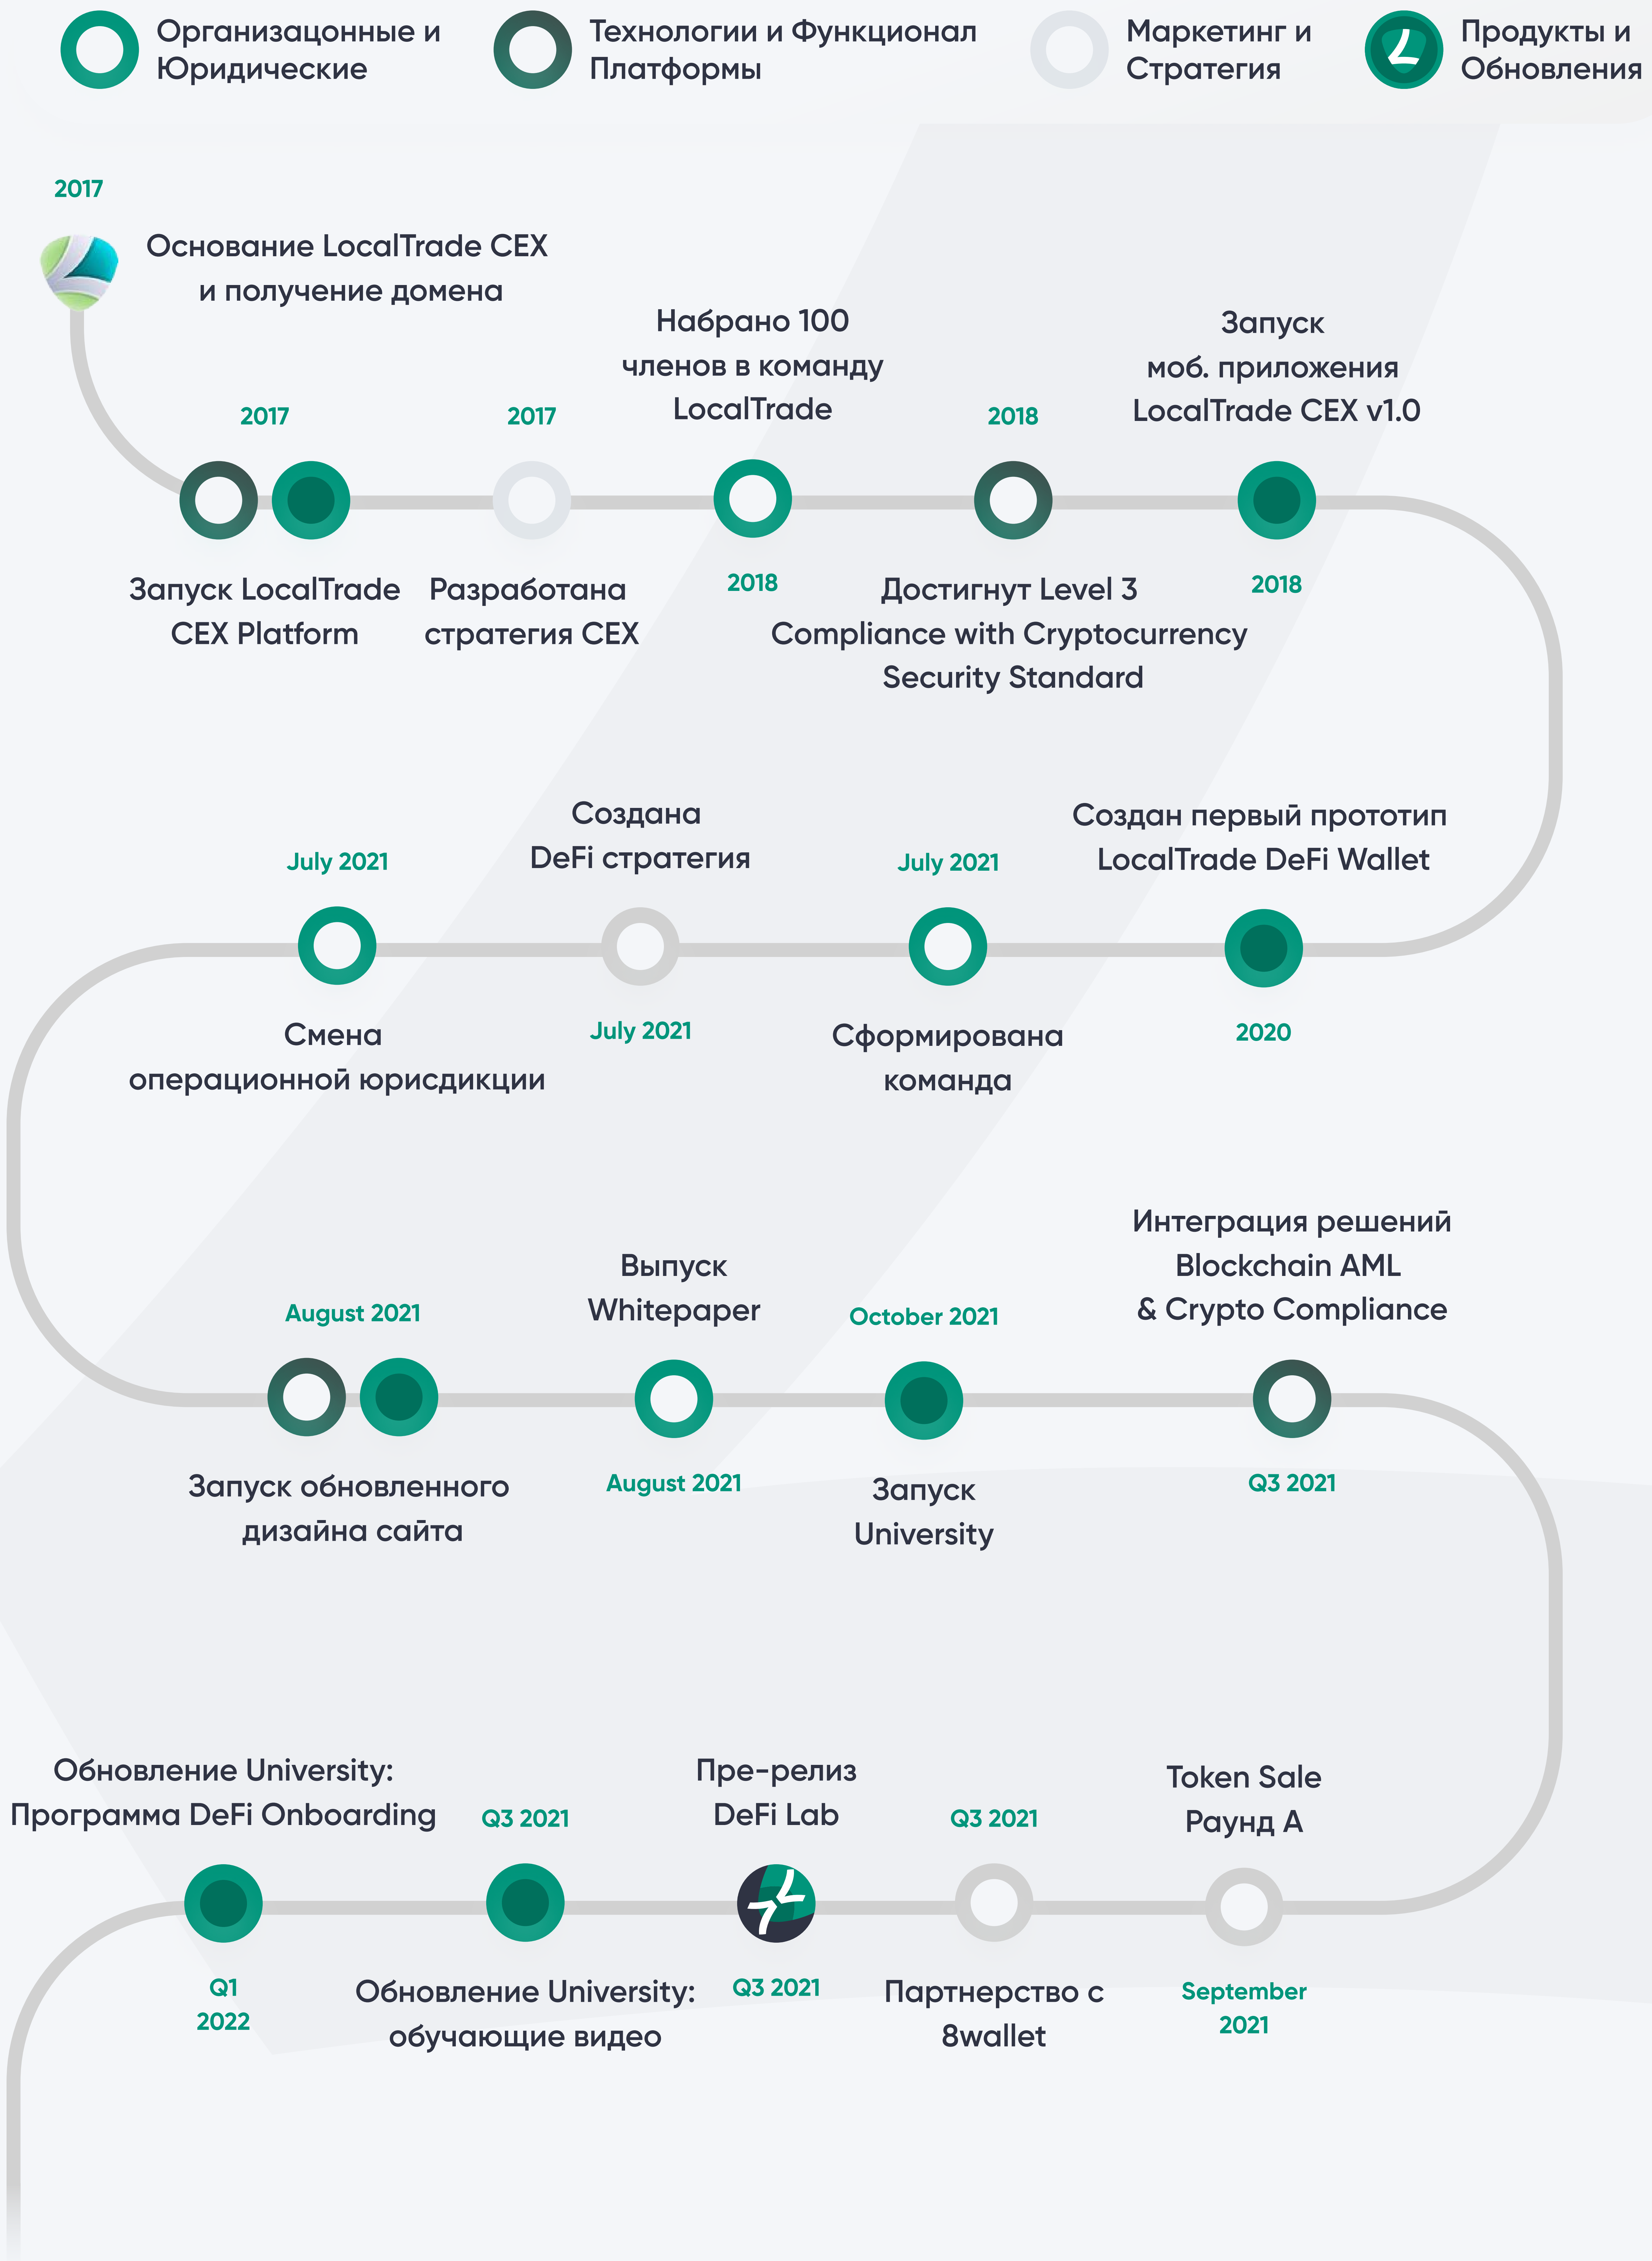 Организацонные и
Юридические
Технологии и Функционал
Платформы
Маркетинг и
Стратегия
Продукты и
Обновления
2017
Основание LocalTrade CEX
и получение домена
2017
Запуск LocalTrade
CEX Platform
2017
Разработана
стратегия CEX
Набрано 100
членов в команду
LocalTrade
2018
2018
Достигнут Level 3
Compliance with Cryptocurrency
Security Standard
Запуск
моб. приложения
LocalTrade CEX v1.0
2018
Создан первый прототип
LocalTrade DeFi Wallet
2020
July 2021
Сформирована
команда
Создана
DeFi стратегия
July 2021
July 2021
Смена
операционной юрисдикции
August 2021
Запуск обновленного
дизайна сайта
Выпуск
Whitepaper
August 2021
October 2021
Запуск
University
Интеграция решений
Blockchain AML
& Crypto Compliance
Q3 2021
Token Sale
Раунд А
September
2021
Q3 2021
Партнерство с
8wallet
Пре-релиз
DeFi Lab
Q3 2021
Q3 2021
Обновление University:
обучающие видео
Обновление University:
Программа DeFi Onboarding
Q1
2022